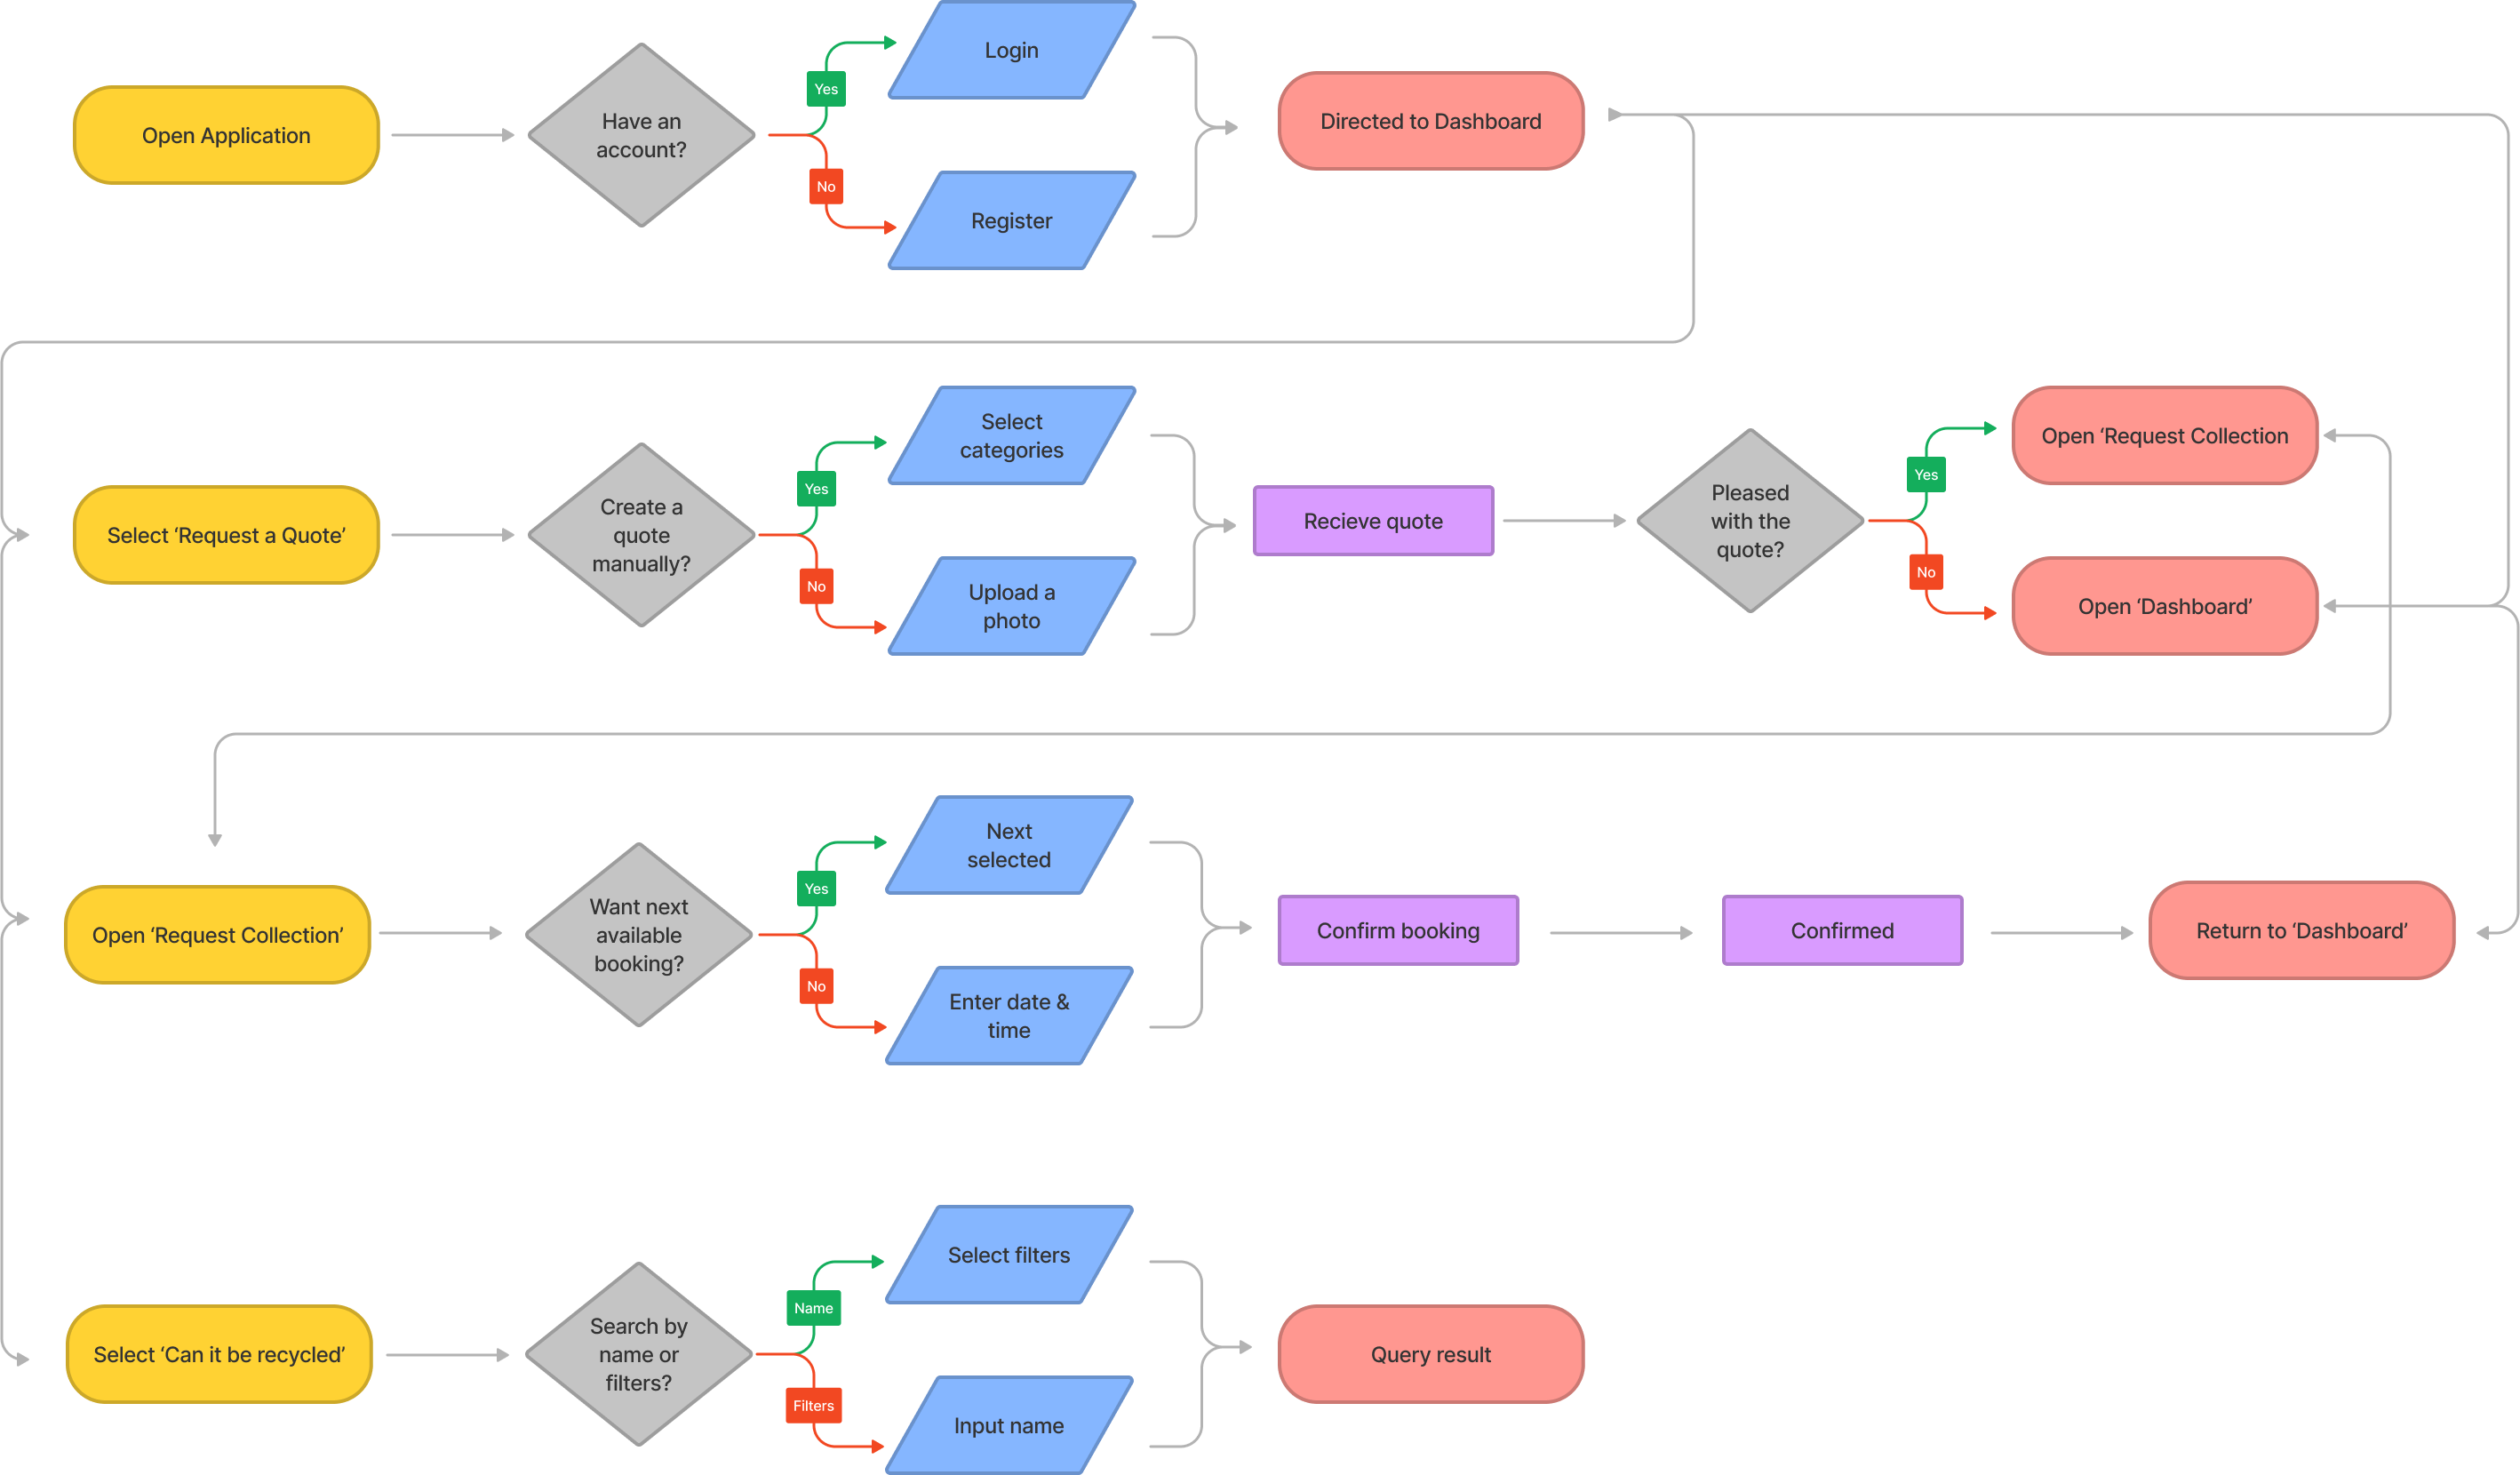 Open Application
Have an
account?
Yes
No
Login
Register
Directed to Dashboard
Select ‘Request a Quote’
Create a
quote
manually?
Yes
No
Select
categories
Upload a
photo
Recieve quote
Pleased
with the
quote?
Yes
No
Open ‘Request Collection
Open ‘Dashboard’
Open ‘Request Collection’
Want next
available
booking?
Yes
No
Next
selected
Enter date &
time
Confirm booking
Confirmed
Return to ‘Dashboard’
Select ‘Can it be recycled’
Search by
name or
filters?
Name
Filters
Select filters
Input name
Query result